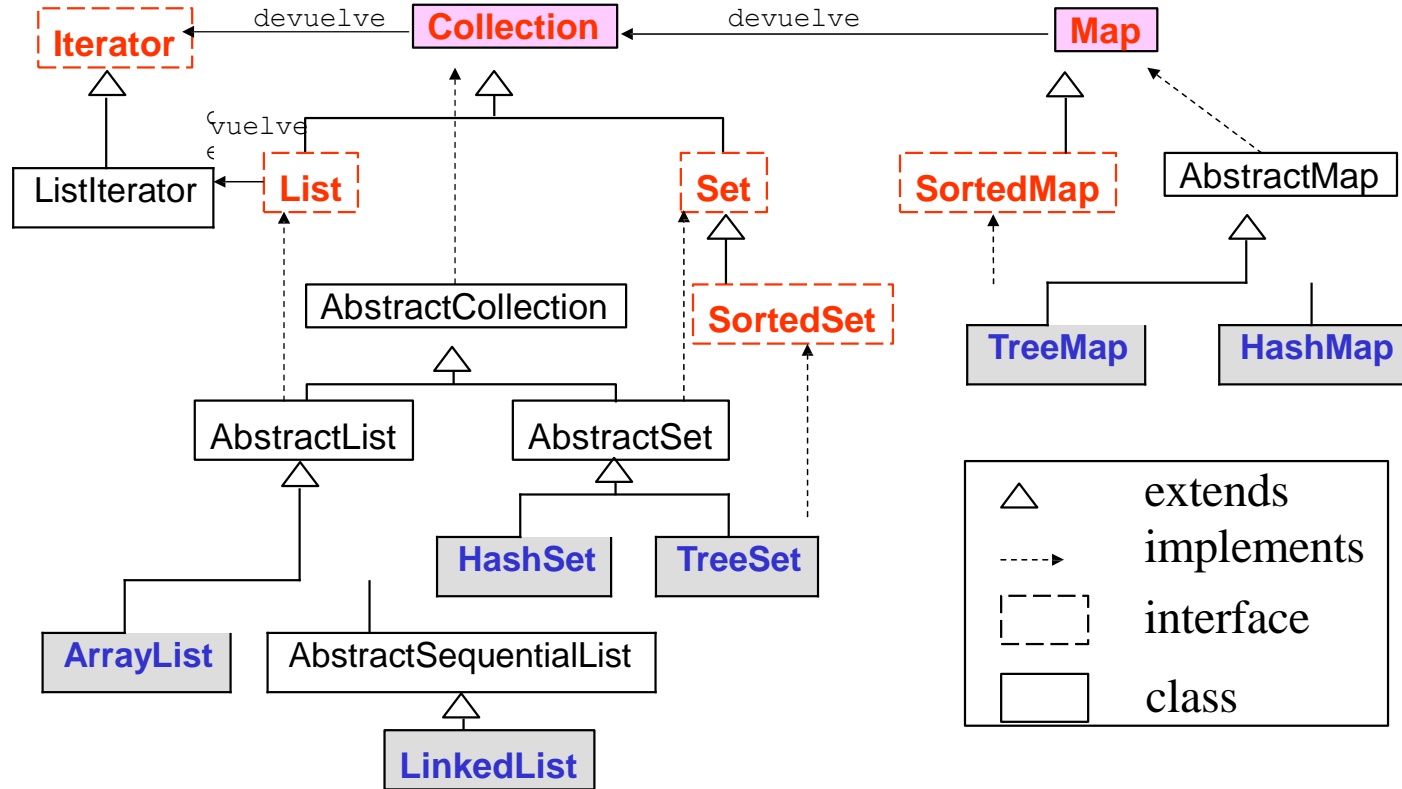 devuelve
Collection
devuelve
Map
Iterator
vuelve
ListIterator
List
Set
SortedMap
AbstractMap
AbstractCollection
SortedSet
TreeMap
HashMap
AbstractList
AbstractSet
HashSet
TreeSet
ArrayList
AbstractSequentialList
LinkedList
extends
implements
interface
class